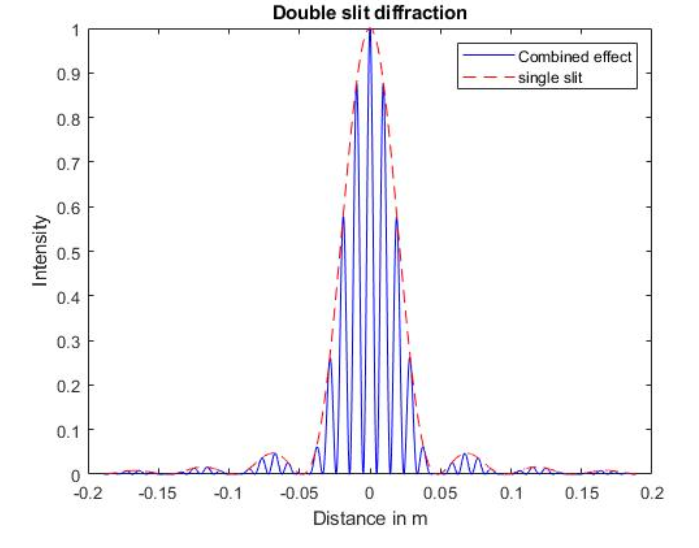 Double slit diffraction
Combined effect
single slit
Intensity
1
0.9
0.8
0.7
0.6
0.5
0.4
0.3
0.2
0.1
0
-0.2 -0.15 -0.1 -0.05 0 0.05 0.1 0.15 0.2
Distance in m